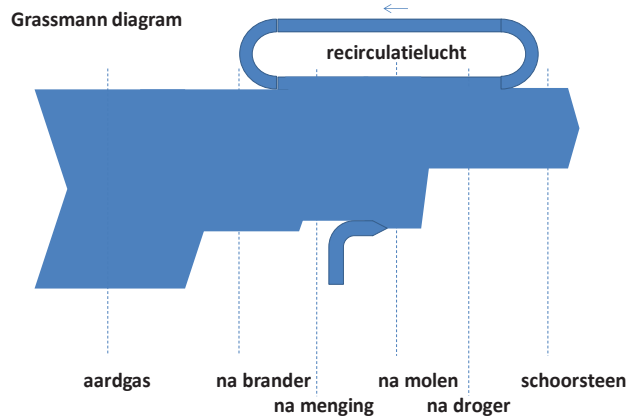 Grassmann diagram
recirculatielucht
aardgas
na brander
na molen
schoorsteen
na menging
na droger